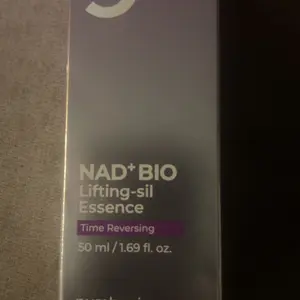 NAD+ BIO
Lifting-sil
Essence
Time Reversing
50 ml / 1.69 fl. oz.